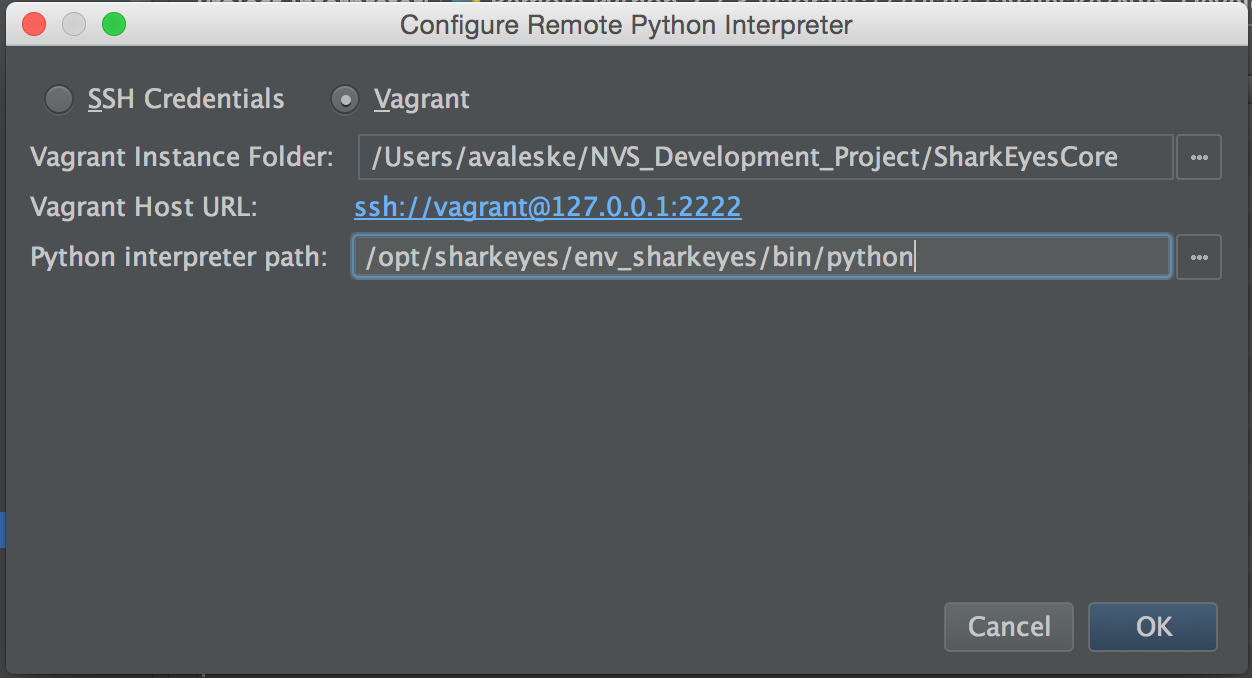 Configure Remote Python Interpreter
SSH Credentials Vagrant
Vagrant Instance Folder: /Users/avaleske/NVS_Development_Project/SharkEyesCore
Vagrant Host URL: ssh://vagrant@127.0.0.1:2222
Python interpreter path: /opt/sharkeyes/env_sharkeyes/bin/python
Cancel OK